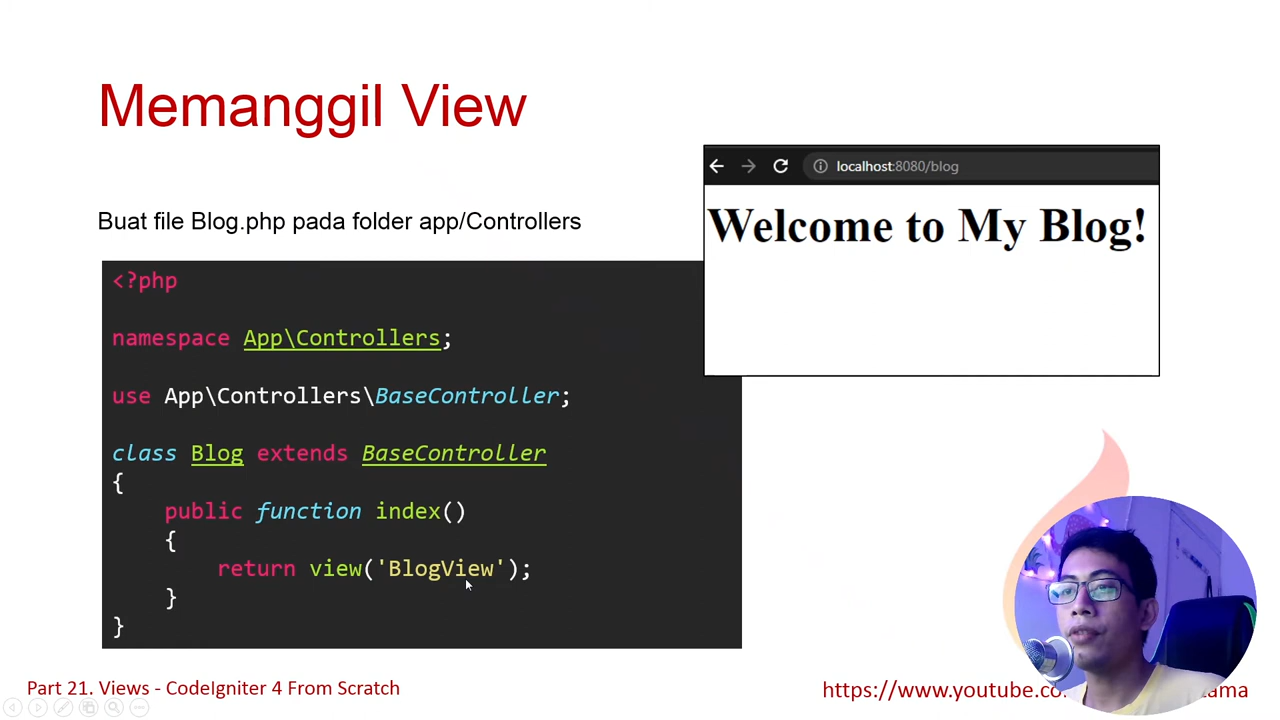 Memanggil View
Buat file Blog.php pada folder app/Controllers
<?php
namespace App\Controllers;
use App\Controllers\BaseController;
class Blog extends BaseController
{
public function index()
{
return view('BlogView');
}
}
localhost:8080/blog
Welcome to My Blog!
Part 21. Views - CodeIgniter 4 From Scratch
https://www.youtube.co
tama